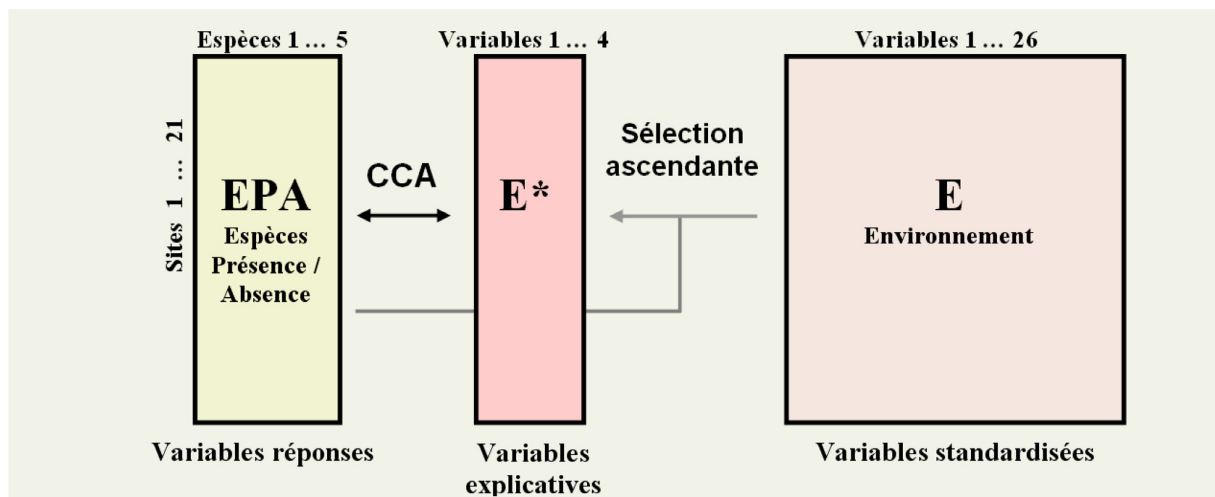 Espèces 1 ... 5
Variables 1 ... 4
Variables 1 ... 26
Sites 1 ... 21
EPA
Espèces
Présence /
Absence
CCA
E*
Sélection
ascendante
E
Environnement
Variables réponses
Variables
explicatives
Variables standardisées